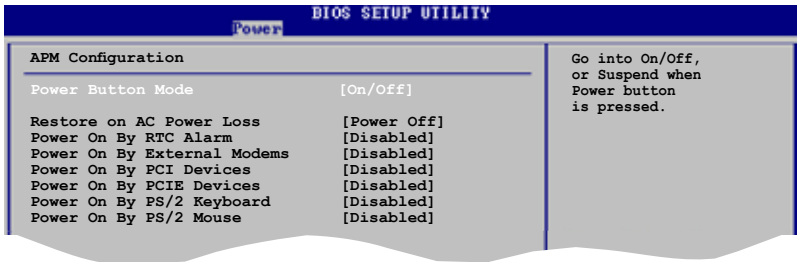 BIOS SETUP UTILITY
Power
APM Configuration
Power Button Mode [On/Off]
Restore on AC Power Loss [Power Off]
Power On By RTC Alarm [Disabled]
Power On By External Modems [Disabled]
Power On By PCI Devices [Disabled]
Power On By PCIE Devices [Disabled]
Power On By PS/2 Keyboard [Disabled]
Power On By PS/2 Mouse [Disabled]
Go into On/Off,
or Suspend when
Power button
is pressed.